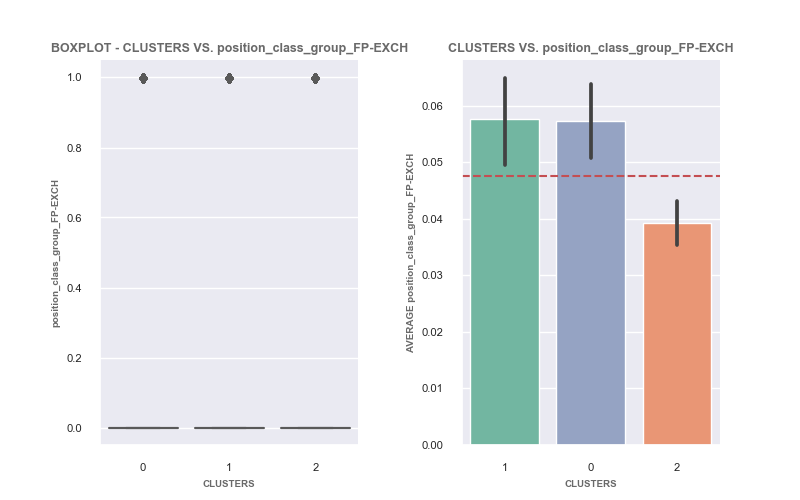 BOXPLOT - CLUSTERS VS. position_class_group_FP-EXCH
1.0
0.8
0.6
0.4
0.2
0.0
position_class_group_FP-EXCH
0 1 2
CLUSTERS
CLUSTERS VS. position_class_group_FP-EXCH
0.06
0.05
0.04
0.03
0.02
0.01
0.00
AVERAGE position_class_group_FP-EXCH
1 0 2
CLUSTERS